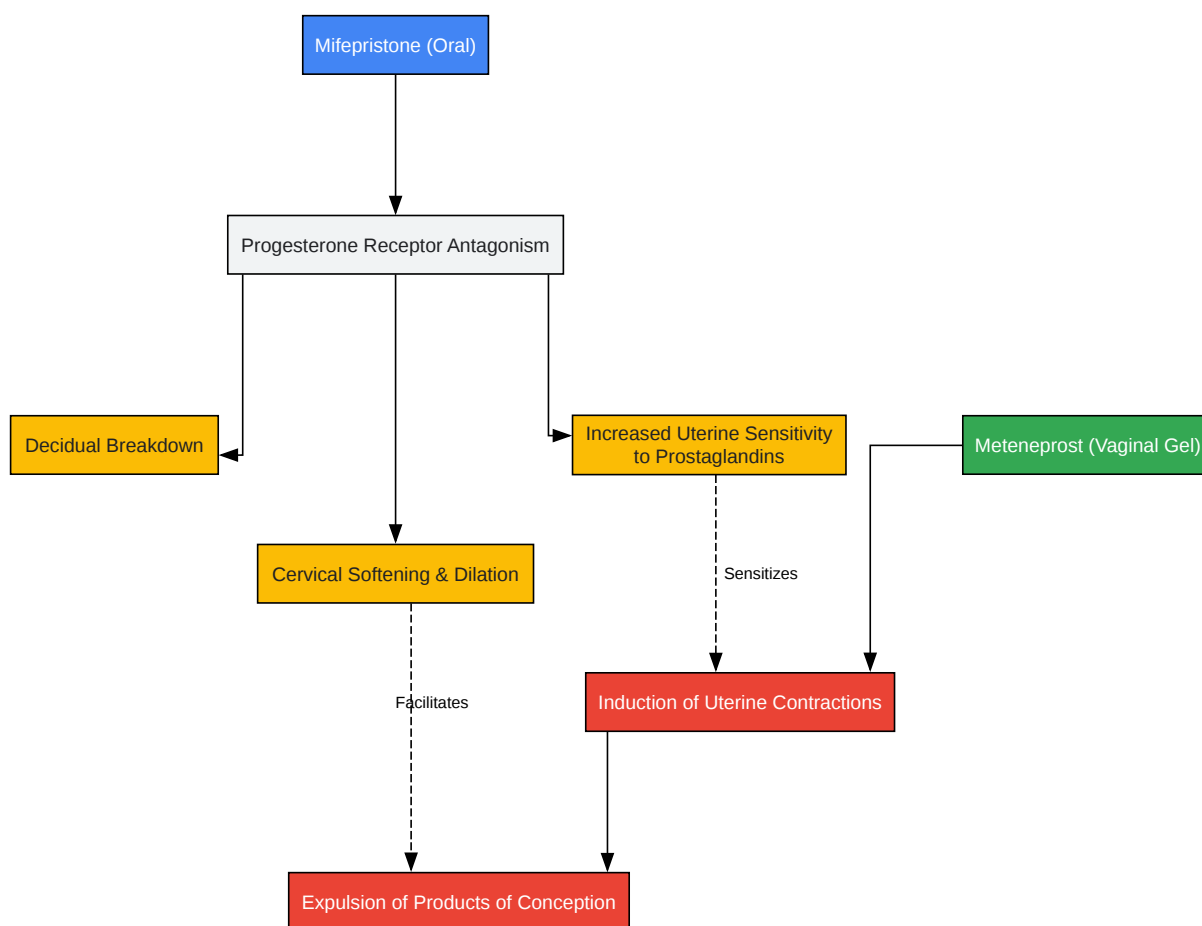 Mifepristone (Oral)
Progesterone Receptor Antagonism
Decidual Breakdown
Increased Uterine Sensitivity
to Prostaglandins
Meteneprost (Vaginal Gel)
Cervical Softening & Dilation
Sensitizes
Facilitates
Induction of Uterine Contractions
Expulsion of Products of Conception